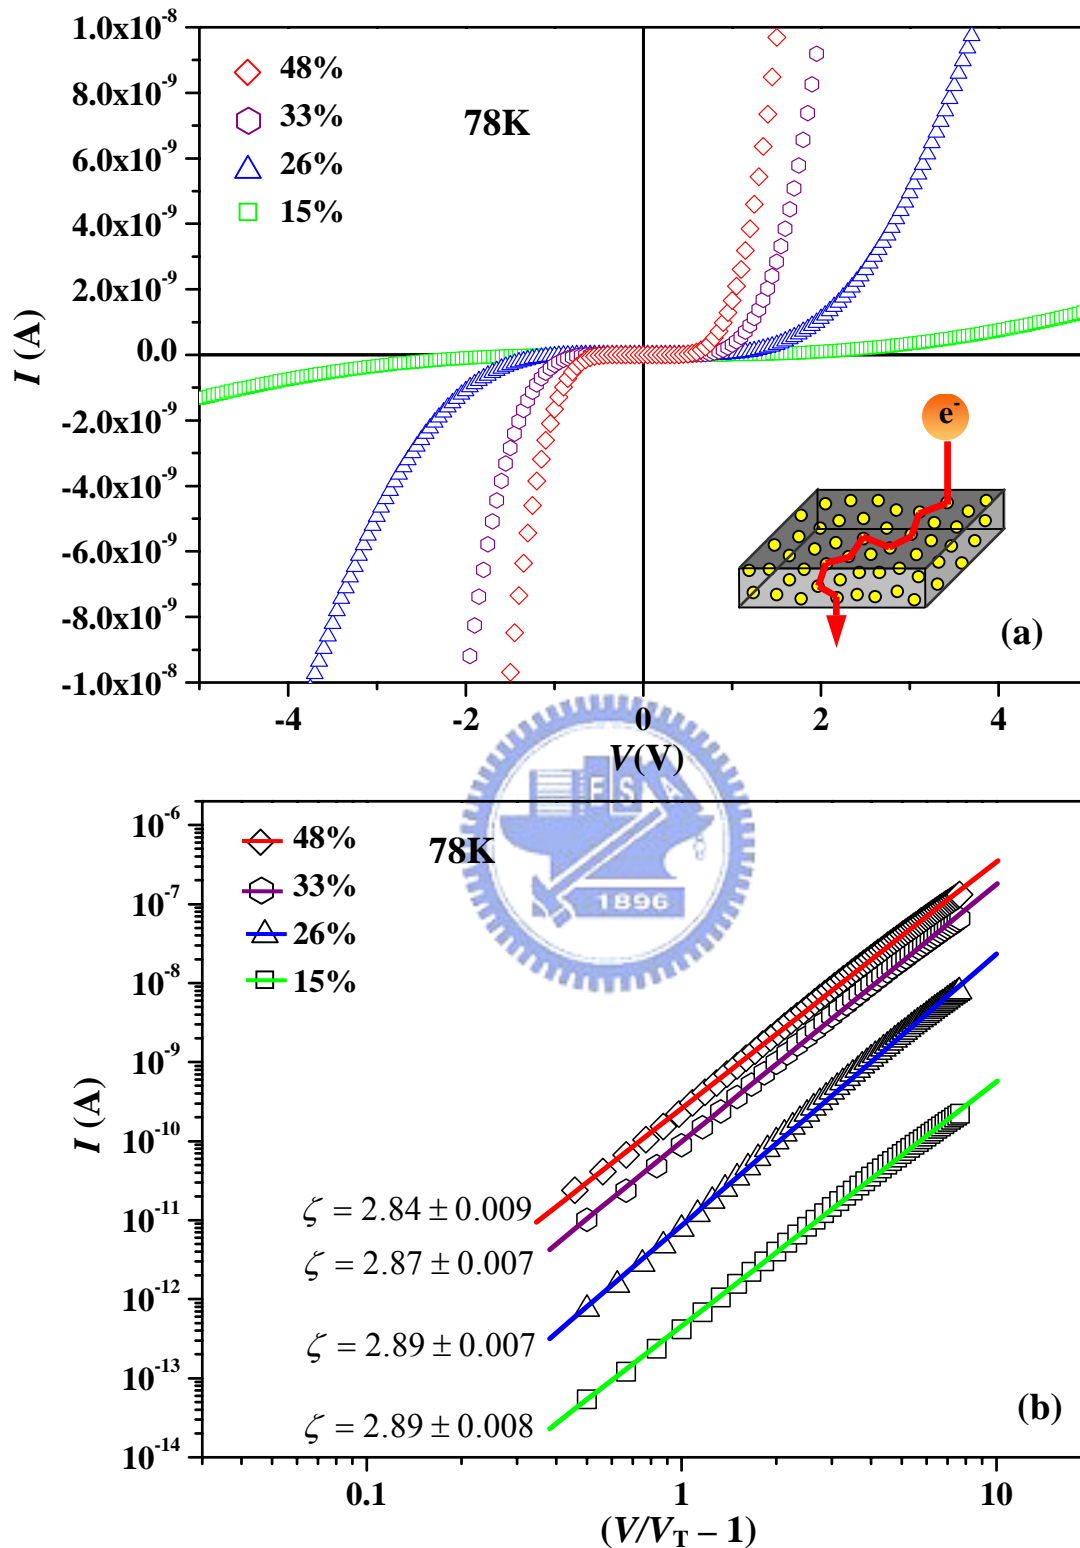 1.0x10⁻⁸
8.0x10⁻⁹
6.0x10⁻⁹
4.0x10⁻⁹
2.0x10⁻⁹
0.0
-2.0x10⁻⁹
-4.0x10⁻⁹
-6.0x10⁻⁹
-8.0x10⁻⁹
-1.0x10⁻⁸
I (A)
48%
33%
26%
15%
78K
e⁻
(a)
-4 -2 0 2 4
V(V)
E S A
1896
10⁻⁶
10⁻⁷
10⁻⁸
10⁻⁹
10⁻¹⁰
10⁻¹¹
10⁻¹²
10⁻¹³
10⁻¹⁴
I (A)
48%
33%
26%
15%
78K
ζ = 2.84 ± 0.009
ζ = 2.87 ± 0.007
ζ = 2.89 ± 0.007
ζ = 2.89 ± 0.008
(b)
0.1 1 10
(V/V_T – 1)